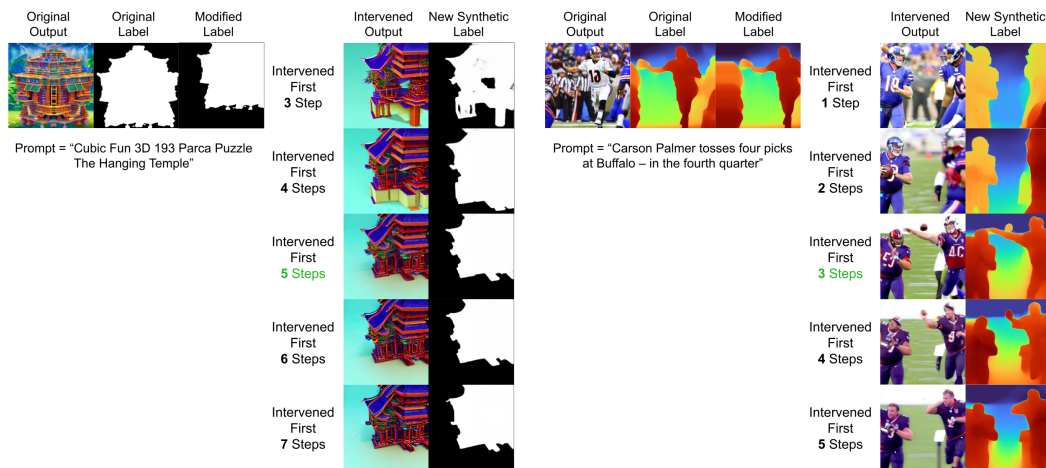 Original Output
Original Label
Modified Label
Intervened Output
New Synthetic Label
Prompt = “Cubic Fun 3D 193 Parca Puzzle
The Hanging Temple”
Intervened
First
3 Step
Intervened
First
4 Steps
Intervened
First
5 Steps
Intervened
First
6 Steps
Intervened
First
7 Steps
Original Output
Original Label
Modified Label
Intervened Output
New Synthetic Label
Prompt = “Carson Palmer tosses four picks
at Buffalo – in the fourth quarter”
Intervened
First
1 Step
Intervened
First
2 Steps
Intervened
First
3 Steps
Intervened
First
4 Steps
Intervened
First
5 Steps